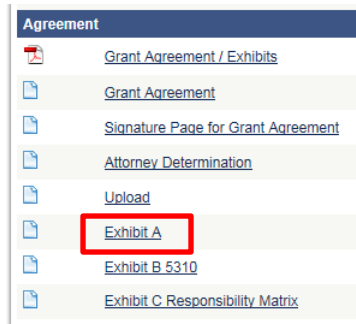 Agreement
Grant Agreement / Exhibits
Grant Agreement
Signature Page for Grant Agreement
Attorney Determination
Upload
Exhibit A
Exhibit B 5310
Exhibit C Responsibility Matrix